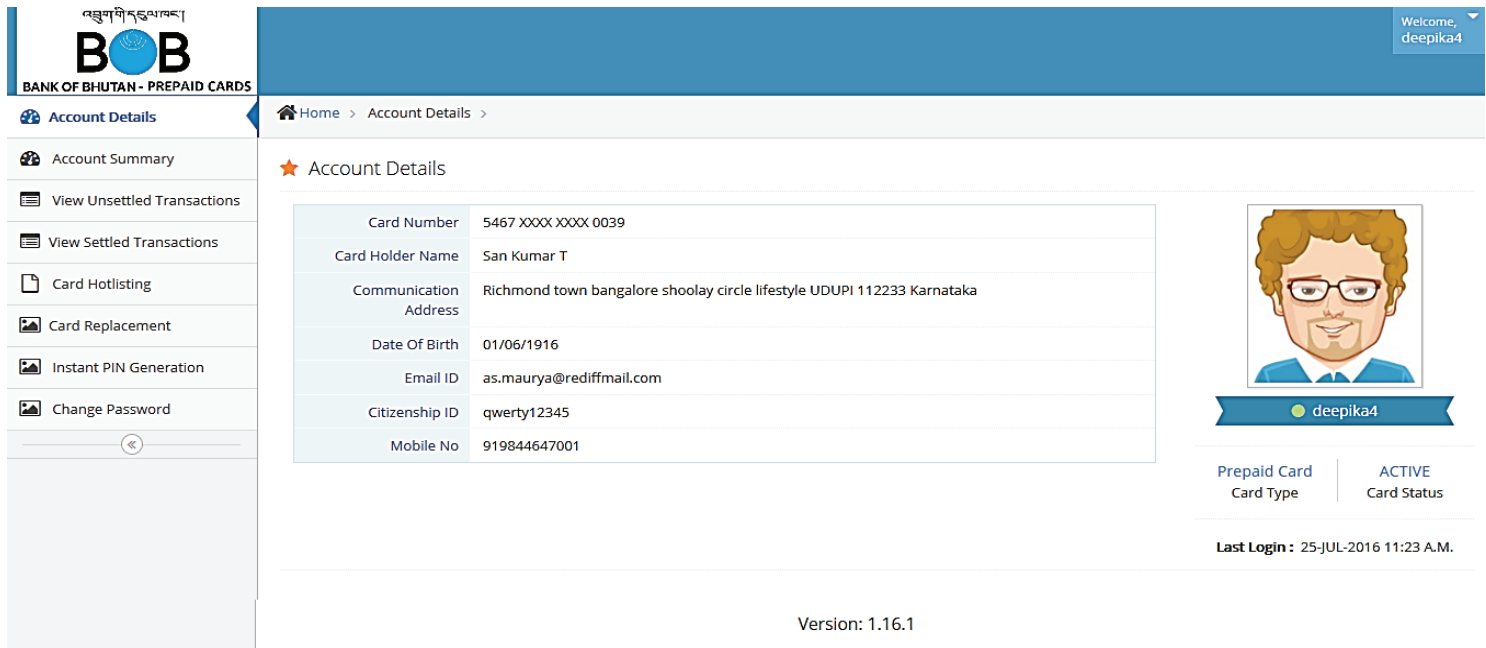 འབྲུག་གི་དངུལ་ཁང་།
BOB
BANK OF BHUTAN - PREPAID CARDS
Welcome,
deepika4
Account Details
Account Summary
View Unsettled Transactions
View Settled Transactions
Card Hotlisting
Card Replacement
Instant PIN Generation
Change Password
Home > Account Details >
Account Details
Card Number 5467 XXXX XXXX 0039
Card Holder Name San Kumar T
Communication Address Richmond town bangalore shoolay circle lifestyle UDUPI 112233 Karnataka
Date Of Birth 01/06/1916
Email ID as.maurya@rediffmail.com
Citizenship ID qwerty12345
Mobile No 919844647001
deepika4
Prepaid Card ACTIVE
Card Type Card Status
Last Login : 25-JUL-2016 11:23 A.M.
Version: 1.16.1